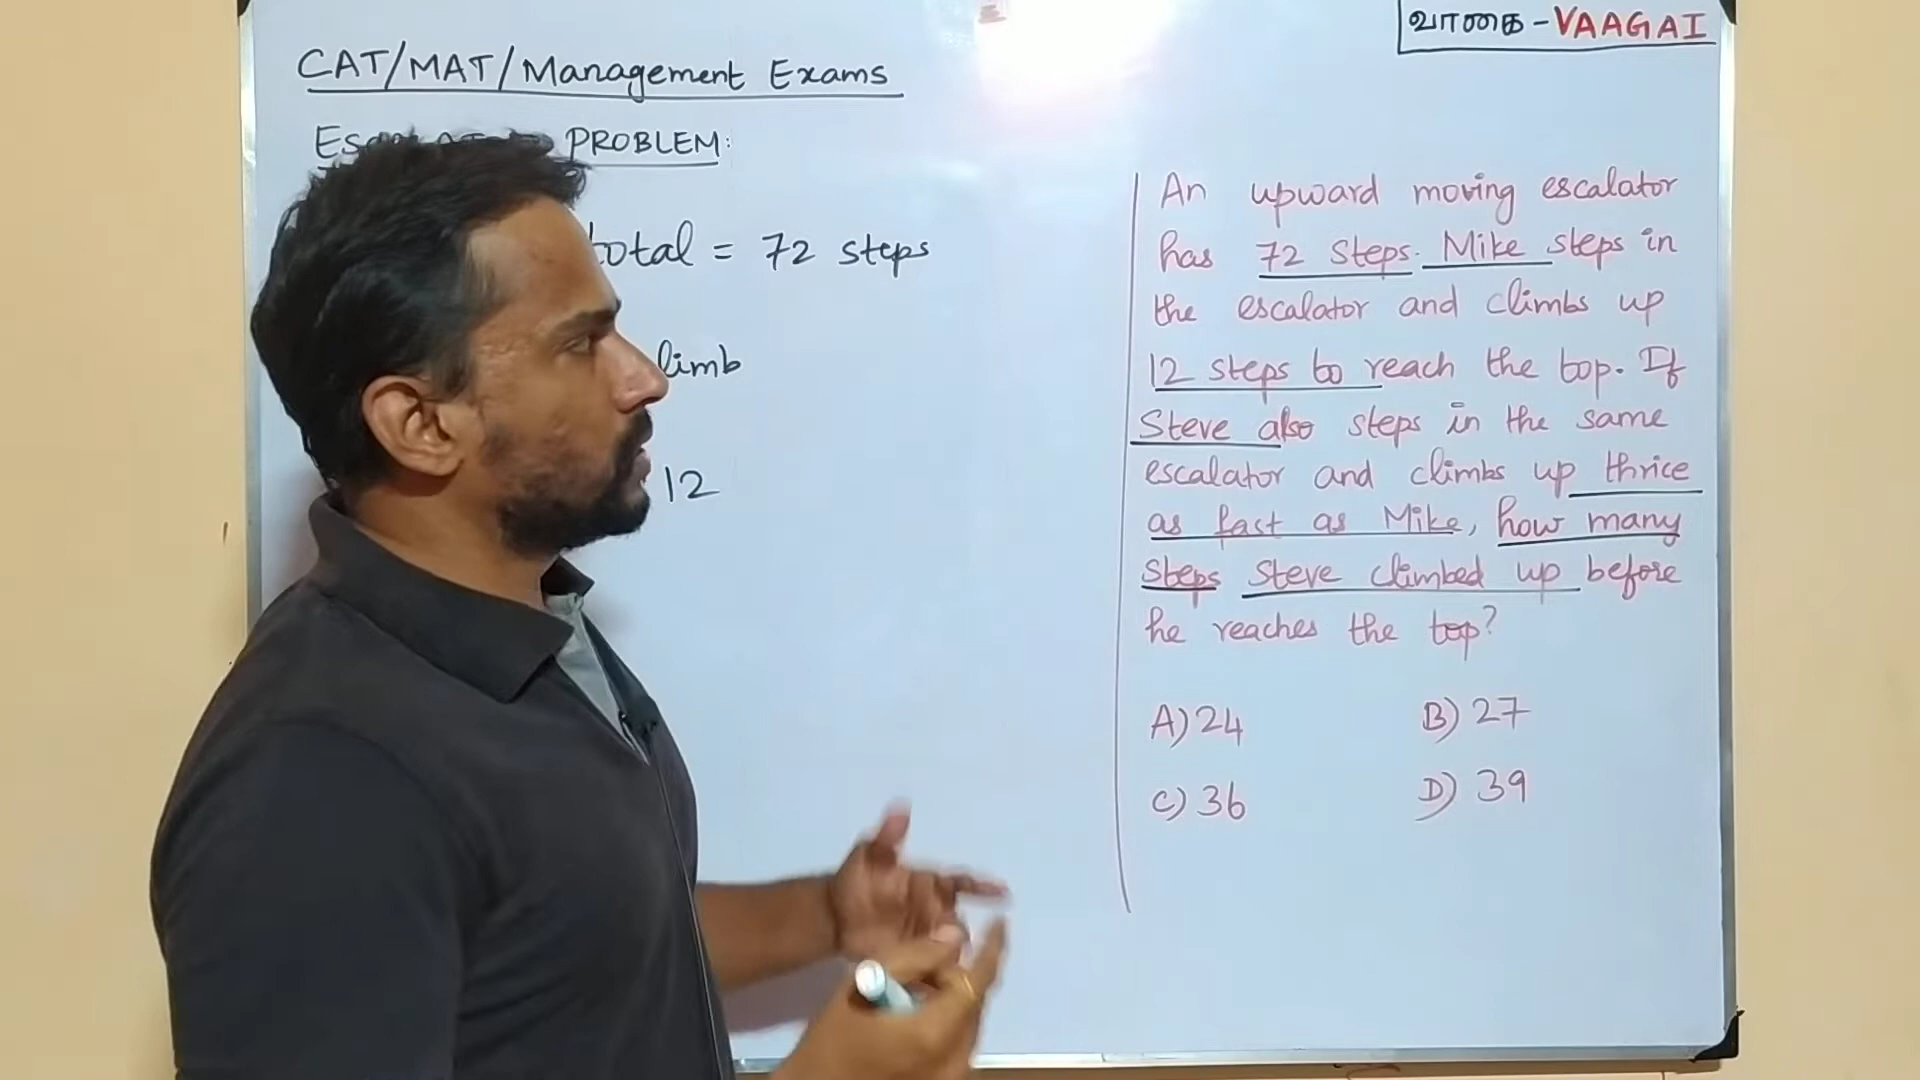 வாகை - VAAGAI
CAT/MAT/Management Exams
PROBLEM:
total = 72 steps
limb
12
An upward moving escalator
has 72 Steps. Mike steps in
the escalator and climbs up
12 steps to reach the top. If
Steve also steps in the same
escalator and climbs up thrice
as fast as Mike, how many
steps Steve climbed up before
he reaches the top?
A) 24 B) 27
C) 36 D) 39